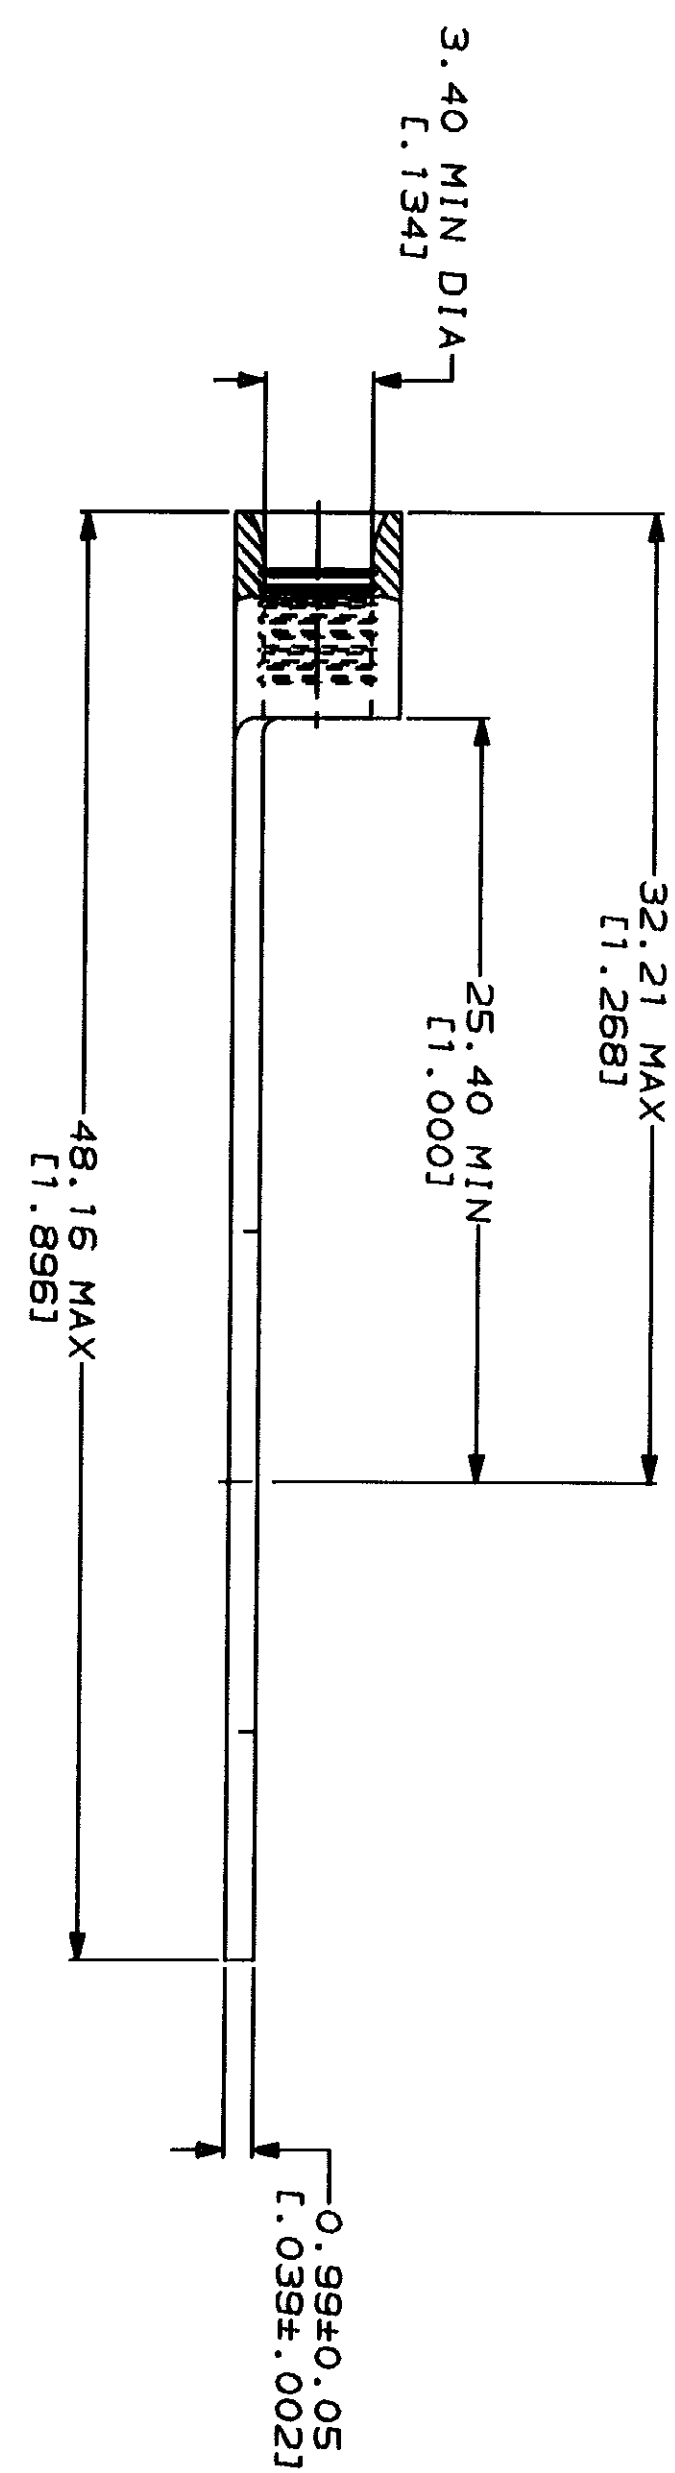 3.40 MIN DIA
[.134]
32.21 MAX
[1.268]
25.40 MIN
[1.000]
48.16 MAX
[1.896]
0.99±0.05
[.039±.002]